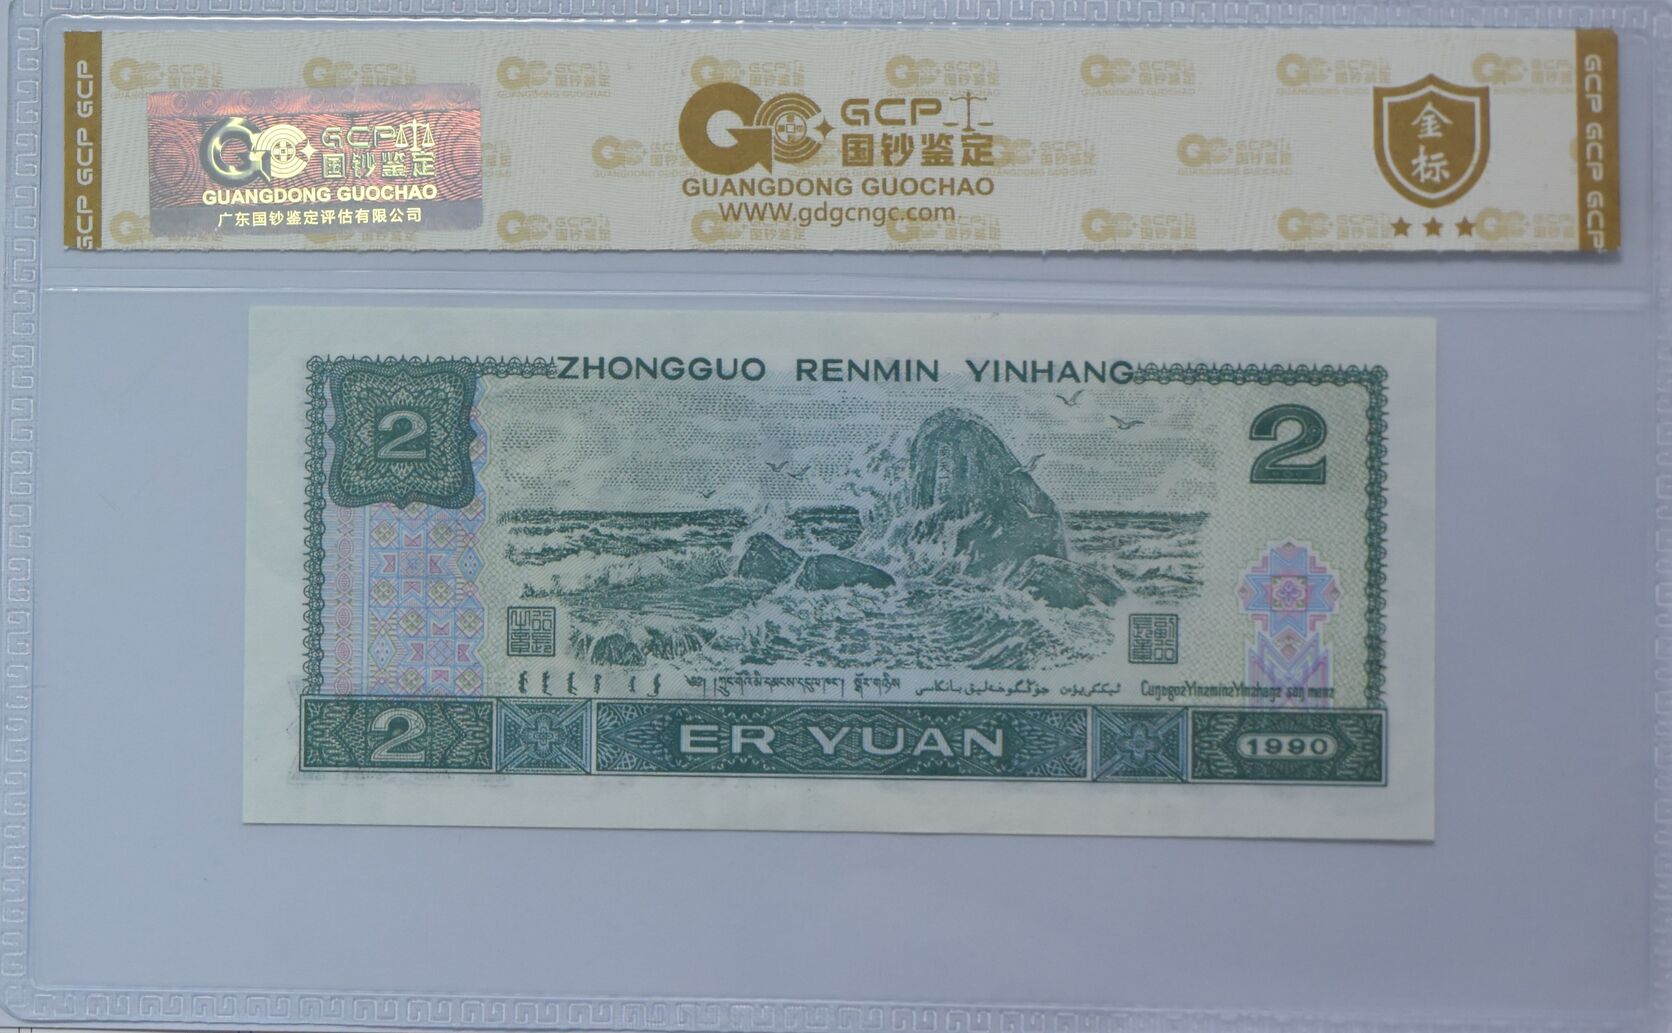 GCP GCP GCP
GCP
国钞鉴定
GUANGDONG GUOCHAO
广东国钞鉴定评估有限公司
GCP
国钞鉴定
GUANGDONG GUOCHAO
WWW.gdgcngc.com
金
标
GCP GCP GCP
ZHONGGUO RENMIN YINHANG
2
2
2
ER YUAN
1990